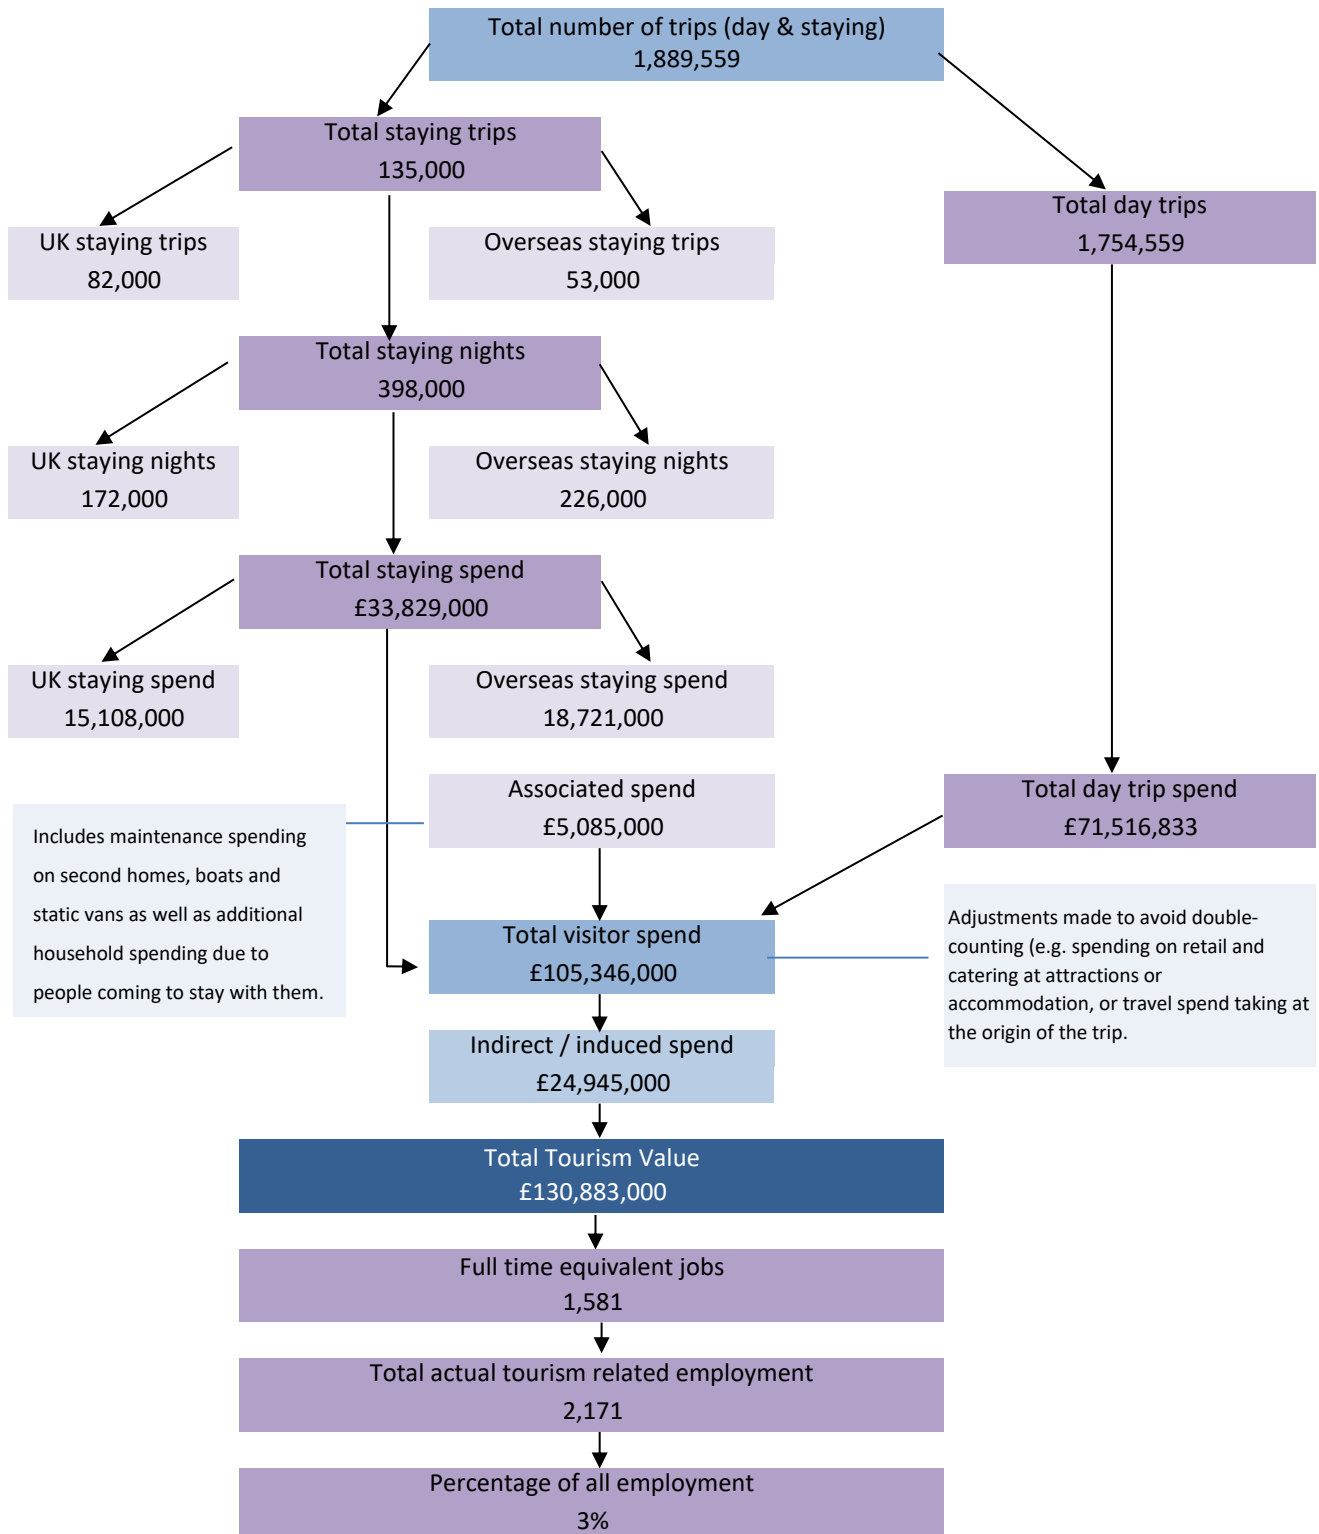 Total number of trips (day & staying)
1,889,559
Total staying trips
135,000
Total day trips
1,754,559
UK staying trips
82,000
Overseas staying trips
53,000
Total staying nights
398,000
UK staying nights
172,000
Overseas staying nights
226,000
Total staying spend
£33,829,000
UK staying spend
15,108,000
Overseas staying spend
18,721,000
Associated spend
£5,085,000
Total day trip spend
£71,516,833
Includes maintenance spending
on second homes, boats and
static vans as well as additional
household spending due to
people coming to stay with them.
Total visitor spend
£105,346,000
Adjustments made to avoid double-
counting (e.g. spending on retail and
catering at attractions or
accommodation, or travel spend taking at
the origin of the trip.
Indirect / induced spend
£24,945,000
Total Tourism Value
£130,883,000
Full time equivalent jobs
1,581
Total actual tourism related employment
2,171
Percentage of all employment
3%